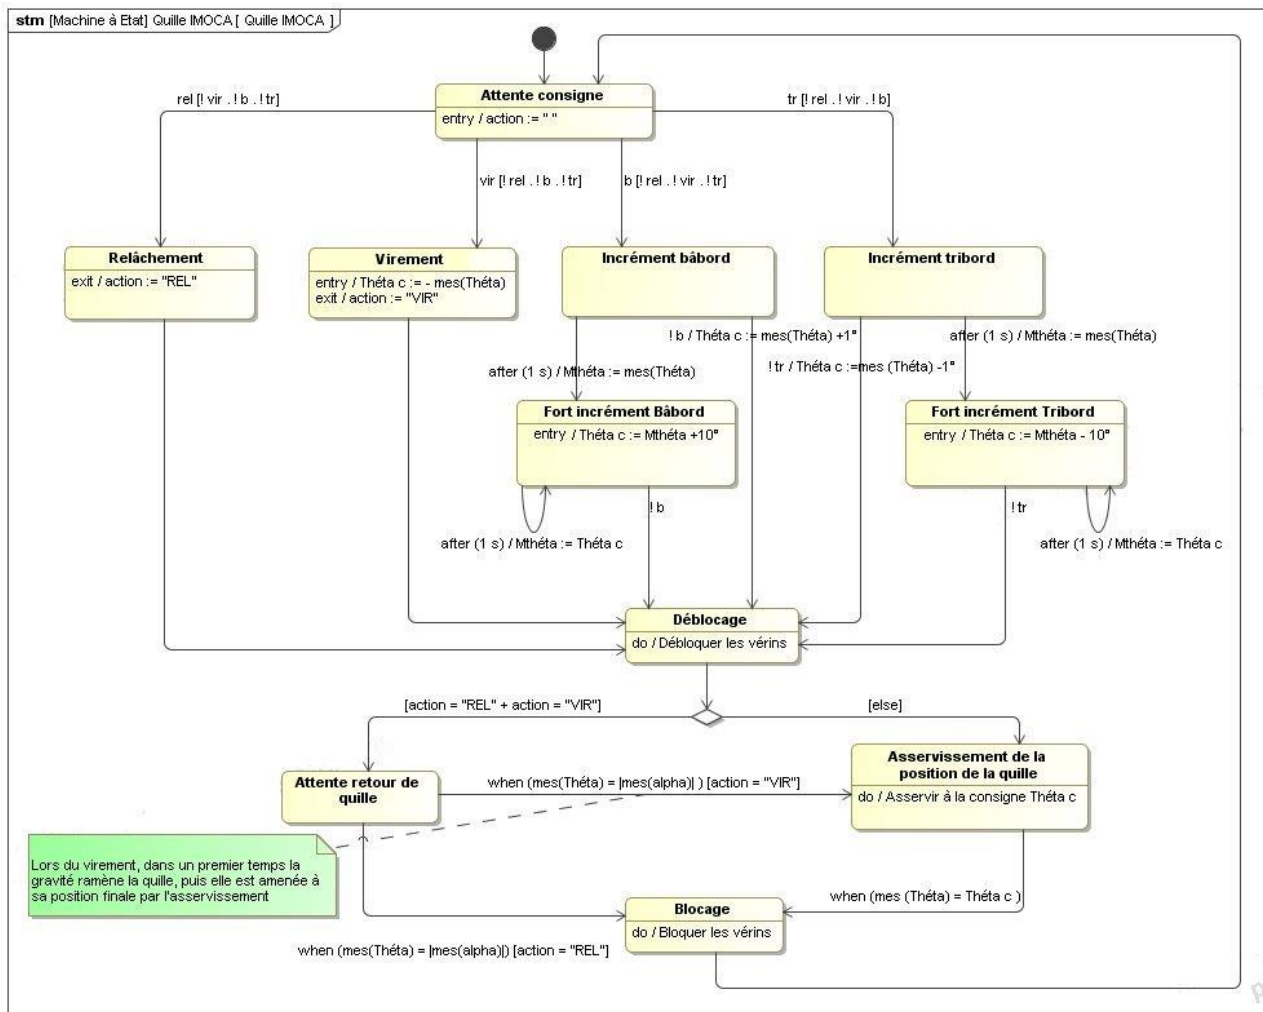 stm [Machine à Etat] Quille IMOCA [ Quille IMOCA ]
Attente consigne
entry / action := " "
rel [! vir . ! b . ! tr]
tr [! rel . ! vir . ! b]
vir [! rel . ! b . ! tr]
b [! rel . ! vir . ! tr]
Relâchement
exit / action := "REL"
Virement
entry / Théta c := - mes(Théta)
exit / action := "VIR"
Incrément bâbord
Incrément tribord
! b / Théta c := mes(Théta) +1°
after (1 s) / Mthéta := mes(Théta)
! tr / Théta c :=mes (Théta) -1°
after (1 s) / Mthéta := mes(Théta)
Fort incrément Bâbord
entry / Théta c := Mthéta +10°
Fort incrément Tribord
entry / Théta c := Mthéta - 10°
! b
! tr
after (1 s) / Mthéta := Théta c
after (1 s) / Mthéta := Théta c
Déblocage
do / Débloquer les vérins
[action = "REL" + action = "VIR"]
[else]
Attente retour de
quille
when (mes(Théta) = |mes(alpha)| ) [action = "VIR"]
Asservissement de la
position de la quille
do / Asservir à la consigne Théta c
Lors du virement, dans un premier temps la
gravité ramène la quille, puis elle est amenée à
sa position finale par l'asservissement
when (mes (Théta) = Théta c )
Blocage
do / Bloquer les vérins
when (mes(Théta) = |mes(alpha)|) [action = "REL"]